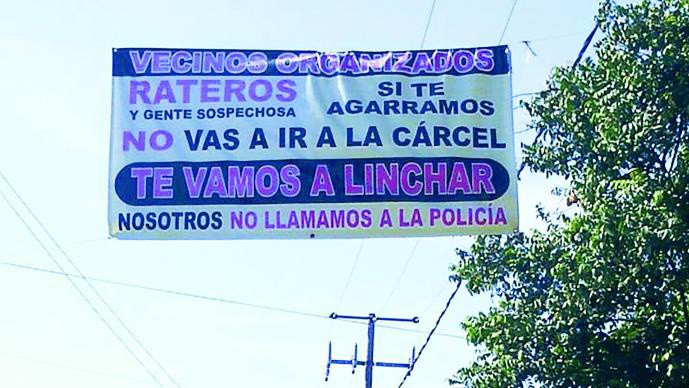 VECINOS ORGANIZADOS
RATEROS
Y GENTE SOSPECHOSA
SI TE
AGARRAMOS
NO VAS A IR A LA CÁRCEL
TE VAMOS A LINCHAR
NOSOTROS NO LLAMAMOS A LA POLICÍA